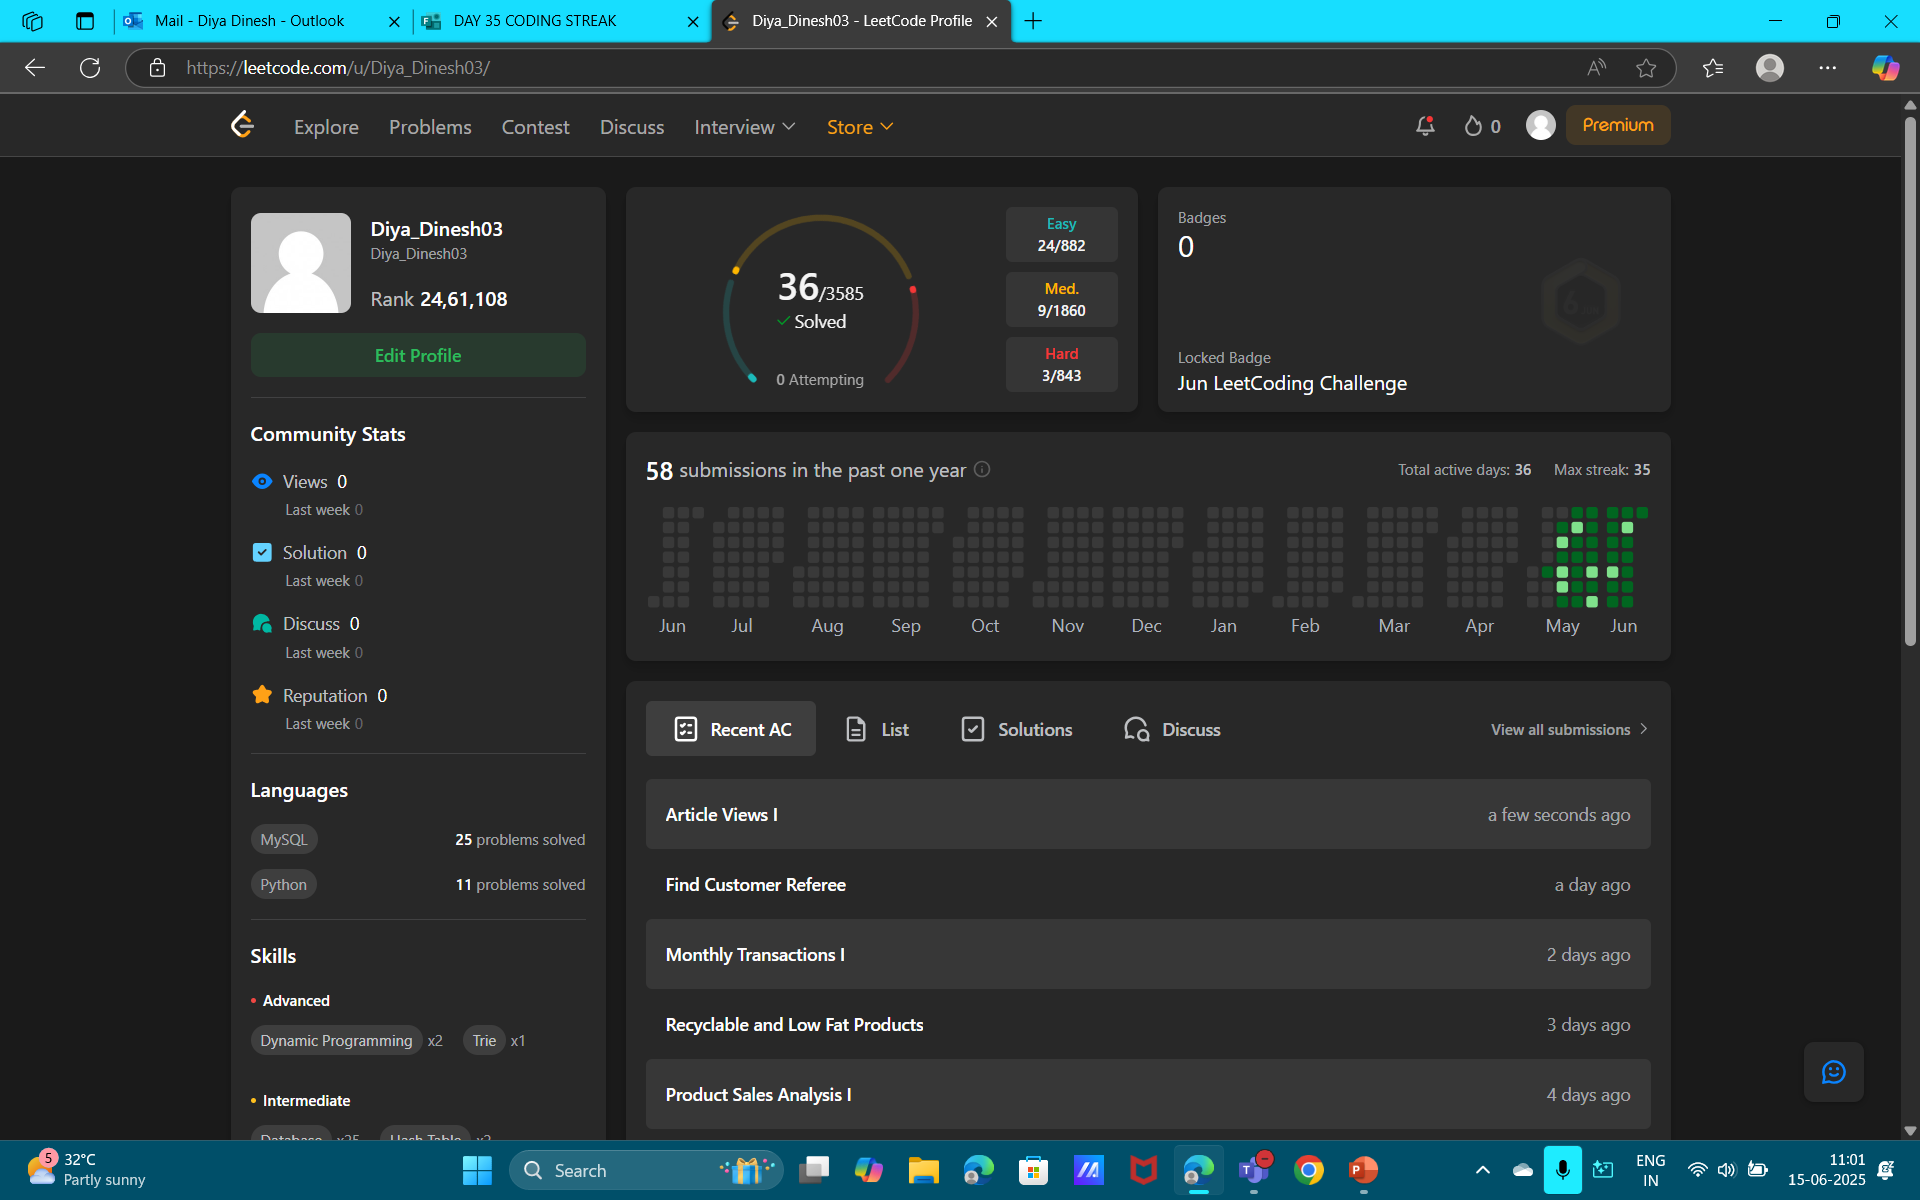 Mail - Diya Dinesh - Outlook
DAY 35 CODING STREAK
Diya_Dinesh03 - LeetCode Profile
https://leetcode.com/u/Diya_Dinesh03/
Explore
Problems
Contest
Discuss
Interview
Store
0
Premium
Diya_Dinesh03
Diya_Dinesh03
Rank 24,61,108
Edit Profile
Community Stats
Views 0
Last week 0
Solution 0
Last week 0
Discuss 0
Last week 0
Reputation 0
Last week 0
Languages
MySQL 25 problems solved
Python 11 problems solved
Skills
Advanced
Dynamic Programming x2 Trie x1
Intermediate
Database x25 Hash Table x2
36/3585
Solved
0 Attempting
Easy
24/882
Med.
9/1860
Hard
3/843
Badges
0
Locked Badge
Jun LeetCoding Challenge
58 submissions in the past one year
Total active days: 36 Max streak: 35
Jun Jul Aug Sep Oct Nov Dec Jan Feb Mar Apr May Jun
Recent AC
List
Solutions
Discuss
View all submissions
Article Views I a few seconds ago
Find Customer Referee a day ago
Monthly Transactions I 2 days ago
Recyclable and Low Fat Products 3 days ago
Product Sales Analysis I 4 days ago
5
32°C
Partly sunny
Search
ENG
IN
11:01
15-06-2025